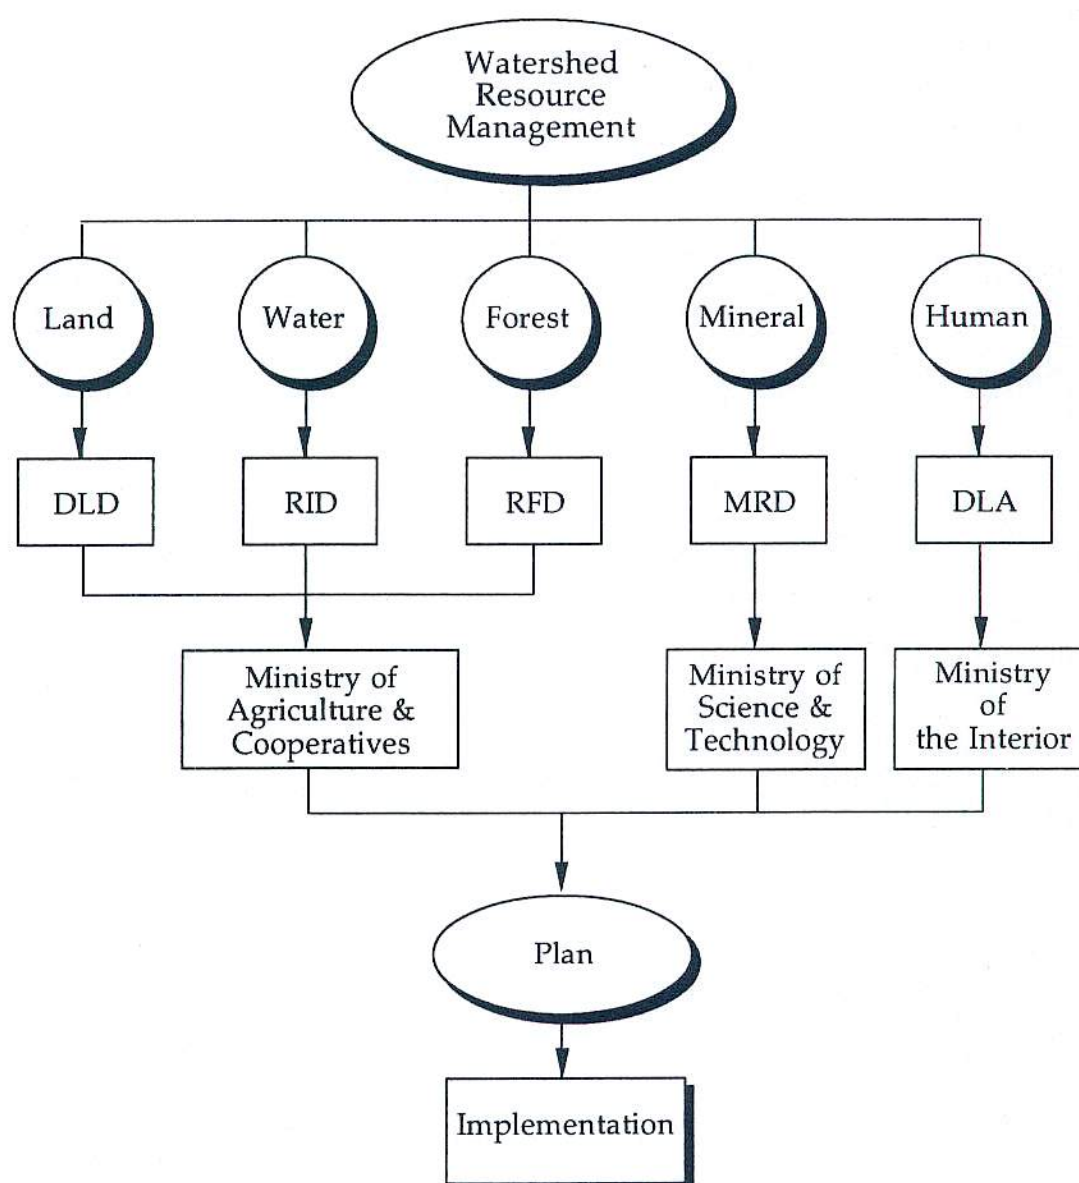 Watershed
Resource
Management
Land
Water
Forest
Mineral
Human
DLD
RID
RFD
MRD
DLA
Ministry of
Agriculture &
Cooperatives
Ministry of
Science &
Technology
Ministry
of
the Interior
Plan
Implementation